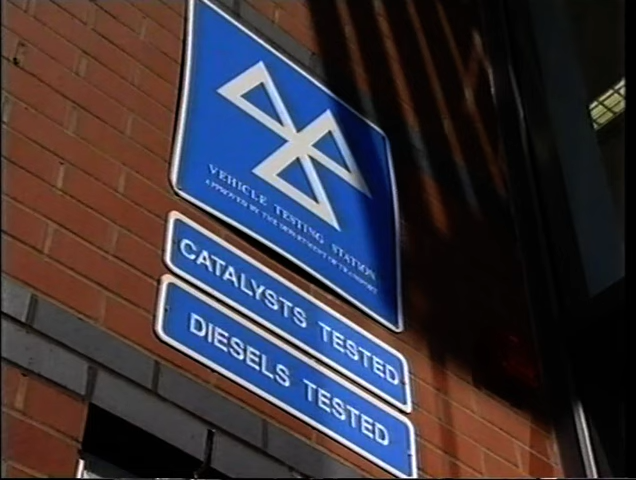 VEHICLE TESTING STATION
APPROVED BY THE DEPARTMENT OF TRANSPORT
CATALYSTS TESTED
DIESELS TESTED